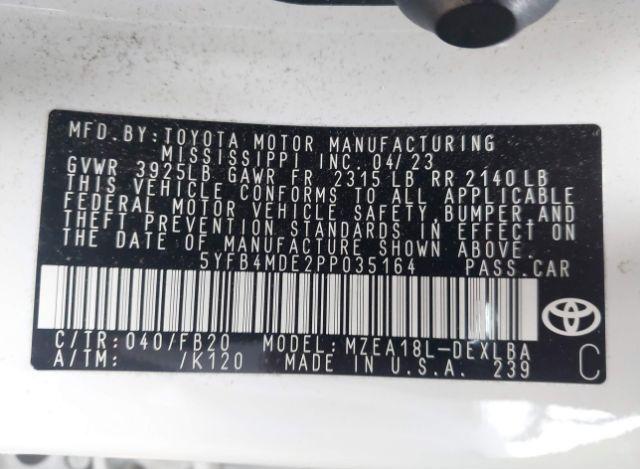 MFD.BY:TOYOTA MOTOR MANUFACTURING
MISSISSIPPI INC. 04/23
GVWR 3925LB GAWR FR 2315 LB RR 2140LB
THIS VEHICLE CONFORMS TO ALL APPLICABLE
FEDERAL MOTOR VEHICLE SAFETY,BUMPER,AND
THEFT PREVENTION STANDARDS IN EFFECT ON
THE DATE OF MANUFACTURE SHOWN ABOVE.
5YFB4MDE2PP035164 PASS.CAR
C/TR:040/FB20 MODEL:MZEA18L-DEXLBA
A/TM: /K120 MADE IN U.S.A. 239
C